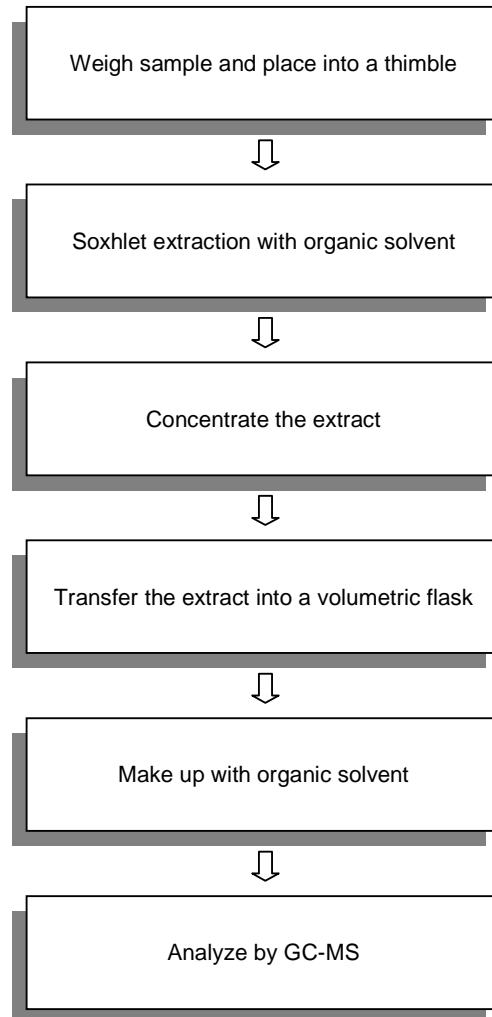 Weigh sample and place into a thimble
Soxhlet extraction with organic solvent
Concentrate the extract
Transfer the extract into a volumetric flask
Make up with organic solvent
Analyze by GC-MS